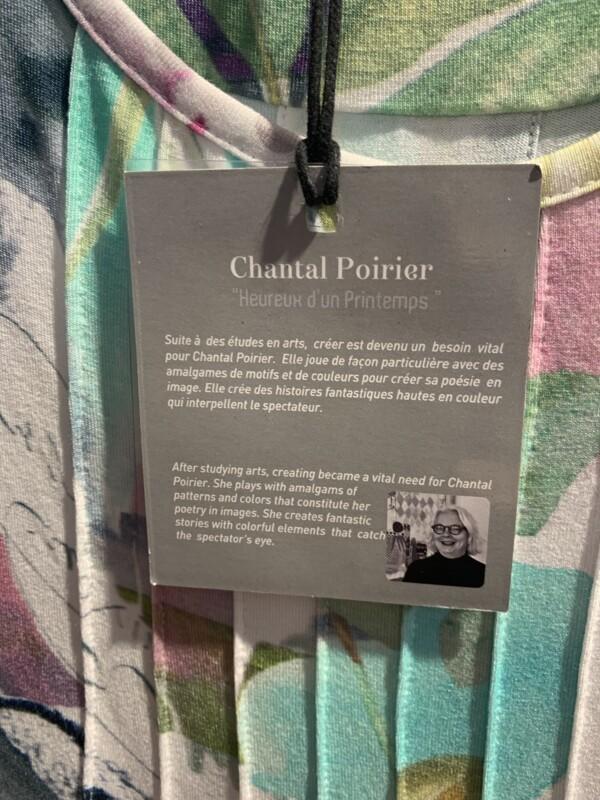 Chantal Poirier
"Heureux d'un Printemps"
Suite à des études en arts, créer est devenu un besoin vital
pour Chantal Poirier. Elle joue de façon particulière avec des
amalgames de motifs et de couleurs pour créer sa poésie en
image. Elle crée des histoires fantastiques hautes en couleur
qui interpellent le spectateur.
After studying arts, creating became a vital need for Chantal
Poirier. She plays with amalgams of
patterns and colors that constitute her
poetry in images. She creates fantastic
stories with colorful elements that catch
the spectator's eye.